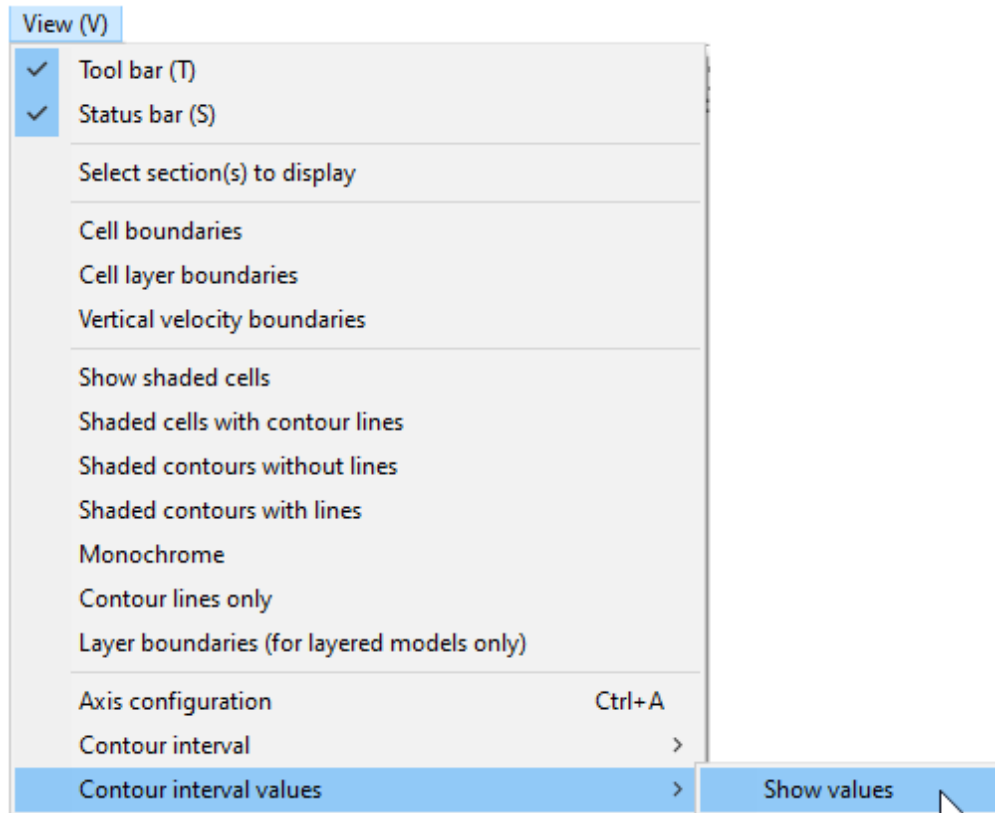 View (V)
Tool bar (T)
Status bar (S)
Select section(s) to display
Cell boundaries
Cell layer boundaries
Vertical velocity boundaries
Show shaded cells
Shaded cells with contour lines
Shaded contours without lines
Shaded contours with lines
Monochrome
Contour lines only
Layer boundaries (for layered models only)
Axis configuration Ctrl+A
Contour interval
Contour interval values Show values